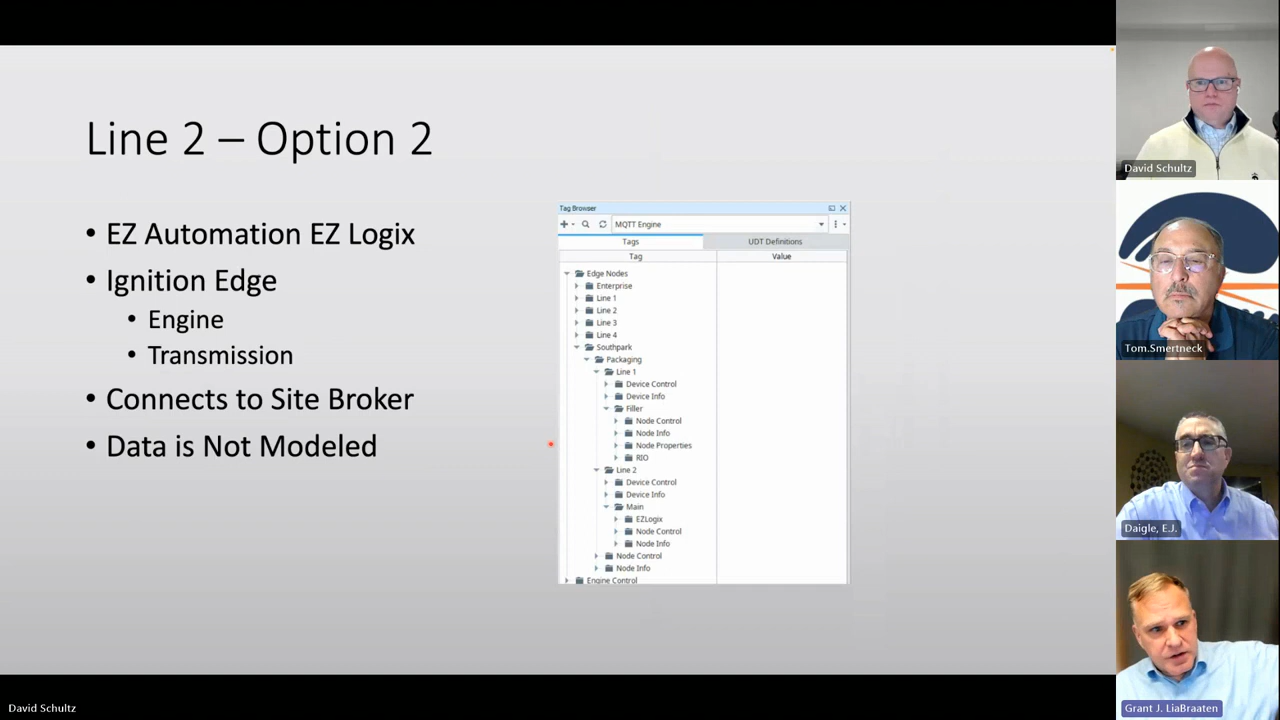 Line 2 – Option 2
• EZ Automation EZ Logix
• Ignition Edge
• Engine
• Transmission
• Connects to Site Broker
• Data is Not Modeled
Tag Browser
MQTT Engine
Tags UDT Definitions
Tag Value
Edge Nodes
Enterprise
Line 1
Line 2
Line 3
Line 4
Southpark
Packaging
Line 1
Device Control
Device Info
Filler
Node Control
Node Info
Node Properties
RIO
Line 2
Device Control
Device Info
Main
EZLogix
Node Control
Node Info
Node Control
Node Info
Engine Control
David Schultz
Tom.Smertneck
Daigle, E.J.
Grant J. LiaBraaten
David Schultz